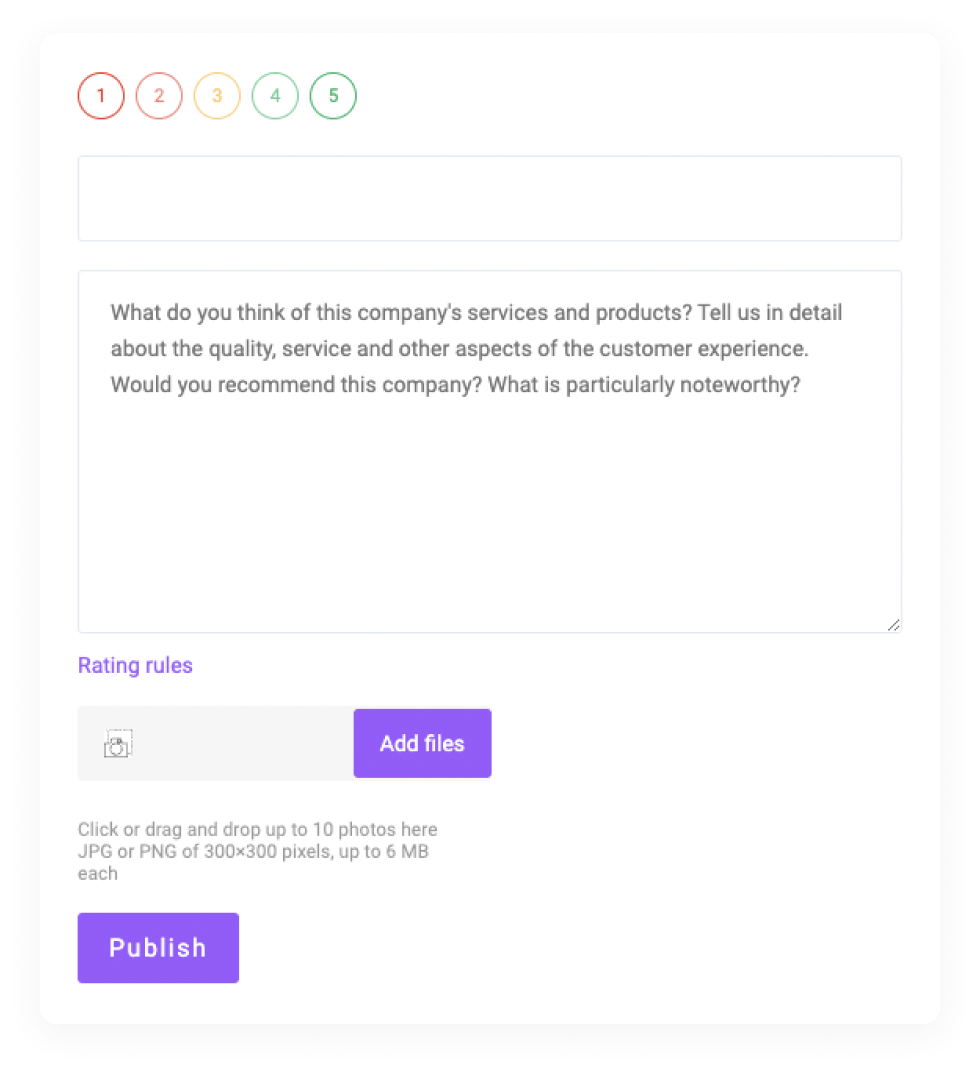 1 2 3 4 5
What do you think of this company's services and products? Tell us in detail
about the quality, service and other aspects of the customer experience.
Would you recommend this company? What is particularly noteworthy?
Rating rules
Add files
Click or drag and drop up to 10 photos here
JPG or PNG of 300×300 pixels, up to 6 MB
each
Publish